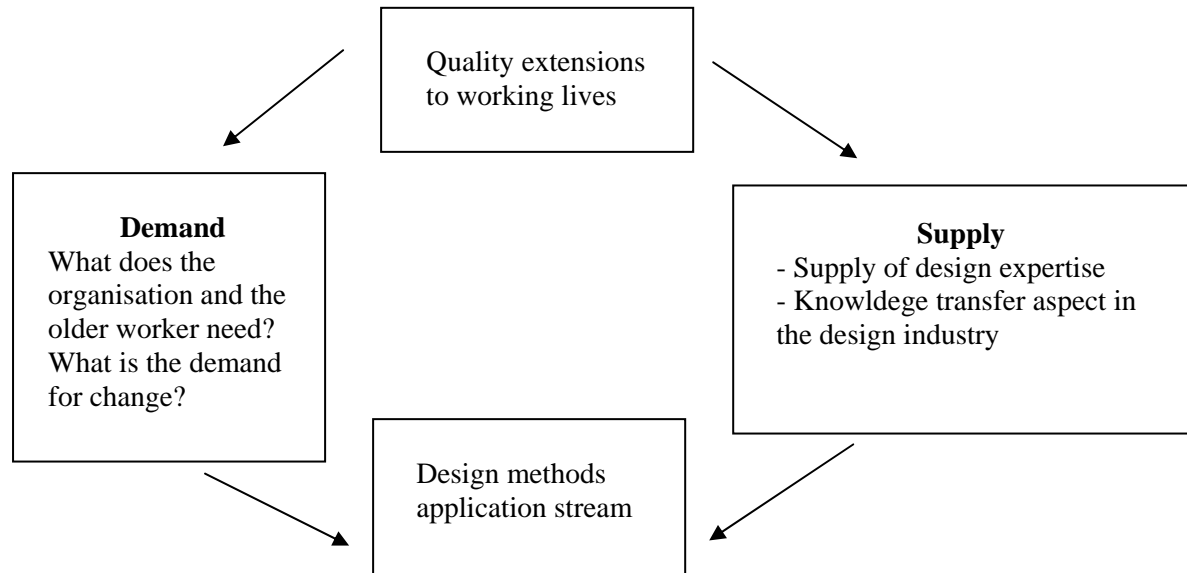 Quality extensions
to working lives
Demand
What does the
organisation and the
older worker need?
What is the demand
for change?
Supply
- Supply of design expertise
- Knowldege transfer aspect in
the design industry
Design methods
application stream